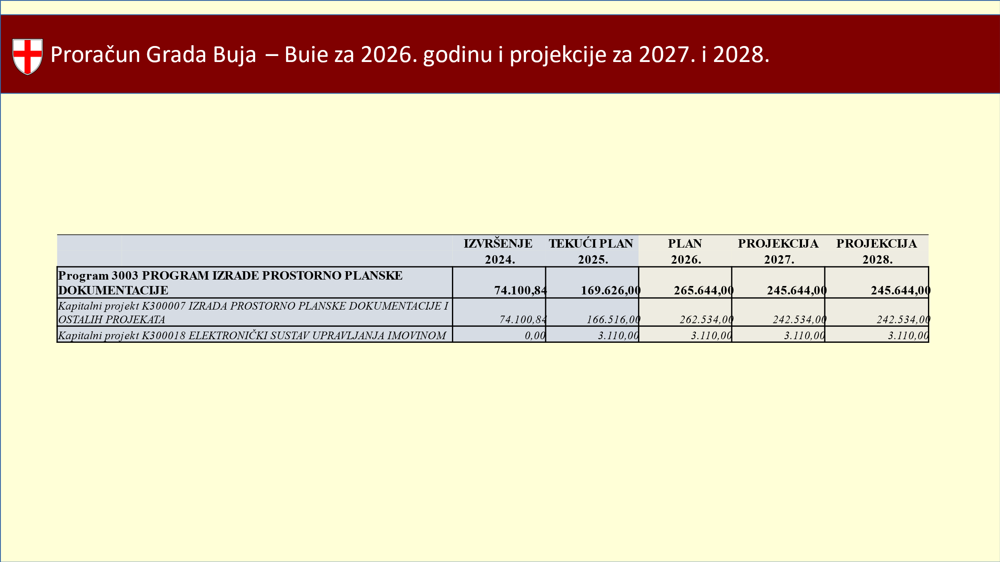 Proračun Grada Buja – Buie za 2026. godinu i projekcije za 2027. i 2028.
IZVRŠENJE TEKUĆI PLAN PLAN PROJEKCIJA PROJEKCIJA
2024. 2025. 2026. 2027. 2028.
Program 3003 PROGRAM IZRADE PROSTORNO PLANSKE
DOKUMENTACIJE 74.100,84 169.626,00 265.644,00 245.644,00 245.644,00
Kapitalni projekt K300007 IZRADA PROSTORNO PLANSKE DOKUMENTACIJE I
OSTALIH PROJEKATA 74.100,84 166.516,00 262.534,00 242.534,00 242.534,00
Kapitalni projekt K300018 ELEKTRONIČKI SUSTAV UPRAVLJANJA IMOVINOM 0,00 3.110,00 3.110,00 3.110,00 3.110,00